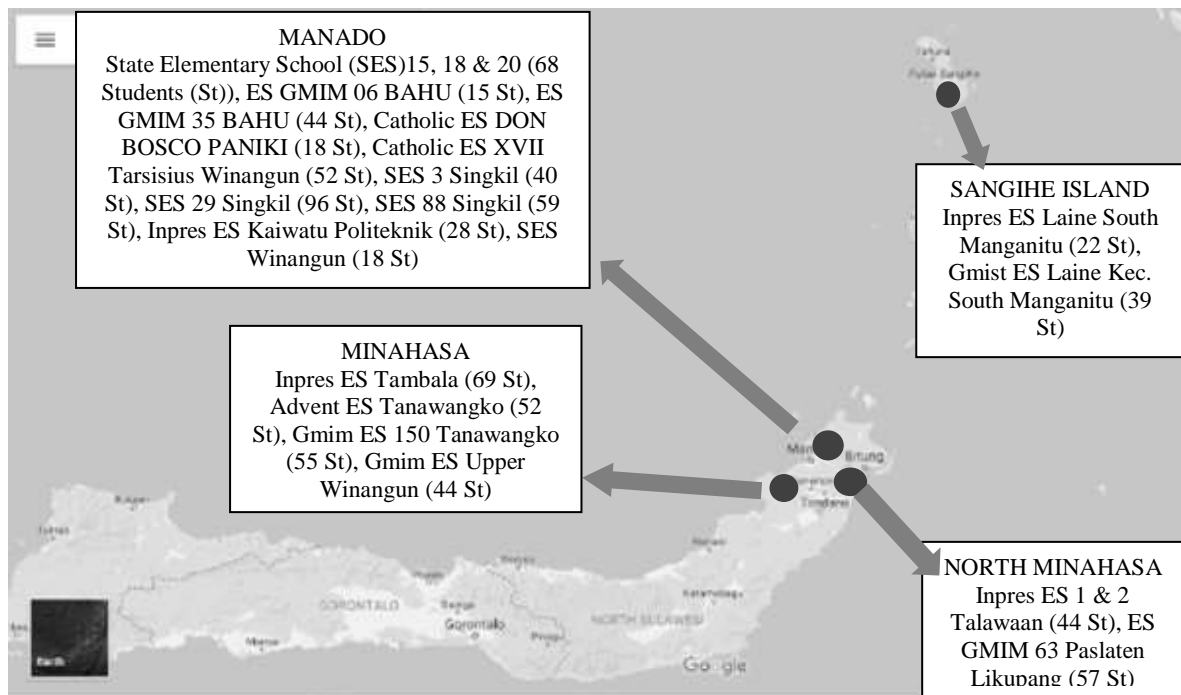 MANADO
State Elementary School (SES)15, 18 & 20 (68
Students (St)), ES GMIM 06 BAHU (15 St), ES
GMIM 35 BAHU (44 St), Catholic ES DON
BOSCO PANIKI (18 St), Catholic ES XVII
Tarsisius Winangun (52 St), SES 3 Singkil (40
St), SES 29 Singkil (96 St), SES 88 Singkil (59
St), Inpres ES Kaiwatu Politeknik (28 St), SES
Winangun (18 St)
SANGIHE ISLAND
Inpres ES Laine South
Manganitu (22 St),
Gmist ES Laine Kec.
South Manganitu (39
St)
MINAHASA
Inpres ES Tambala (69 St),
Advent ES Tanawangko (52
St), Gmim ES 150 Tanawangko
(55 St), Gmim ES Upper
Winangun (44 St)
Bitung
NORTH MINAHASA
Inpres ES 1 & 2
Talawaan (44 St), ES
GMIM 63 Paslaten
Likupang (57 St)
GORONTALO
NORTH SULAWESI
Gorontalo
Google
Earth